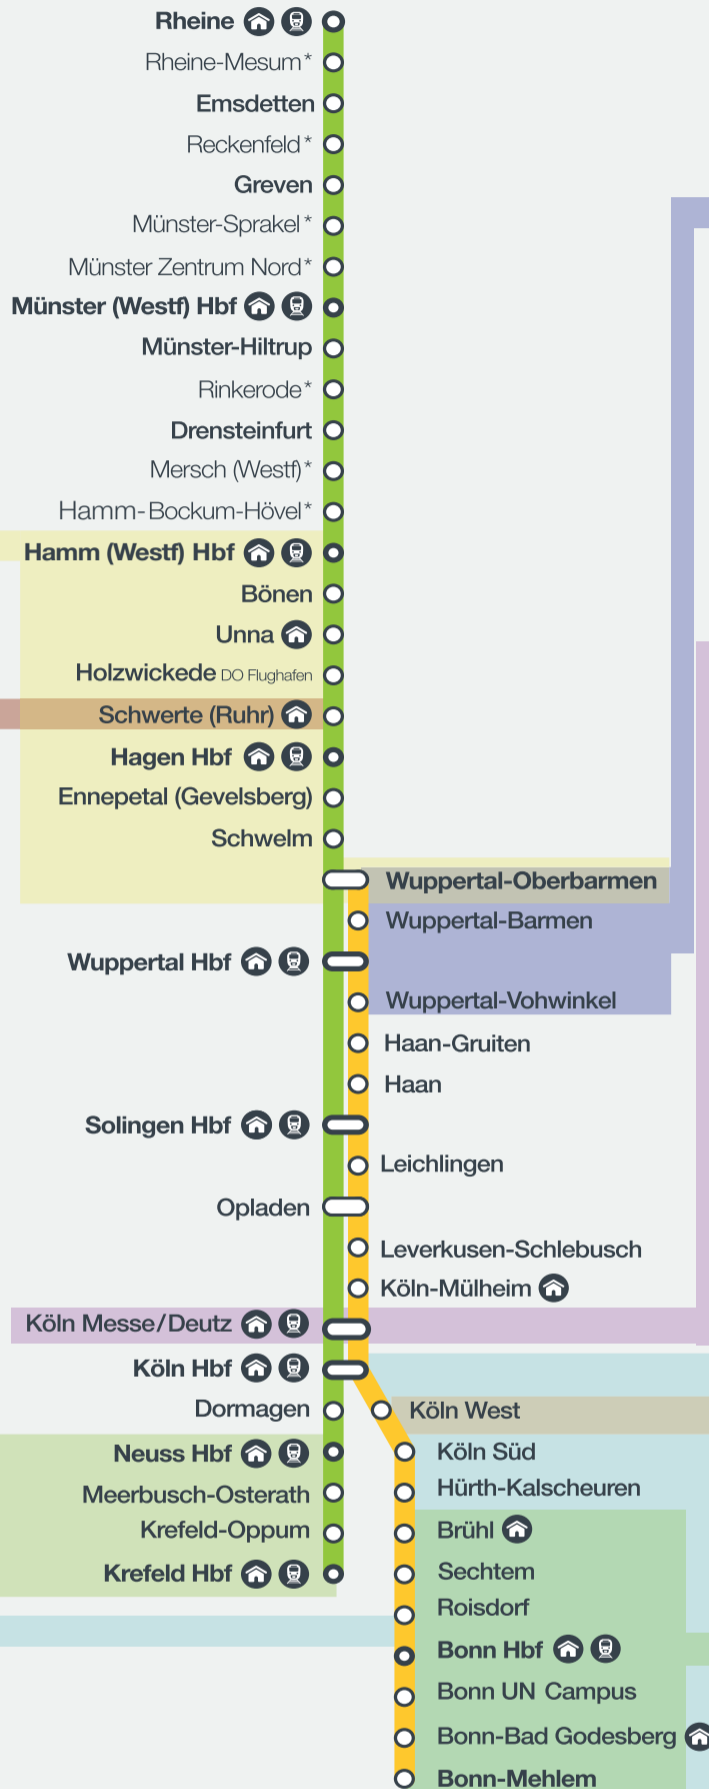 Rheine
Rheine-Mesum*
Emsdetten
Reckenfeld*
Greven
Münster-Sprakel*
Münster Zentrum Nord*
Münster (Westf) Hbf
Münster-Hiltrup
Rinkerode*
Drensteinfurt
Mersch (Westf)*
Hamm-Bockum-Hövel*
Hamm (Westf) Hbf
Bönen
Unna
Holzwickede DO Flughafen
Schwerte (Ruhr)
Hagen Hbf
Ennepetal (Gevelsberg)
Schwelm
Wuppertal-Oberbarmen
Wuppertal-Barmen
Wuppertal Hbf
Wuppertal-Vohwinkel
Haan-Gruiten
Haan
Solingen Hbf
Leichlingen
Opladen
Leverkusen-Schlebusch
Köln-Mülheim
Köln Messe/Deutz
Köln Hbf
Dormagen
Köln West
Neuss Hbf
Köln Süd
Meerbusch-Osterath
Hürth-Kalscheuren
Krefeld-Oppum
Brühl
Krefeld Hbf
Sechtem
Roisdorf
Bonn Hbf
Bonn UN Campus
Bonn-Bad Godesberg
Bonn-Mehlem